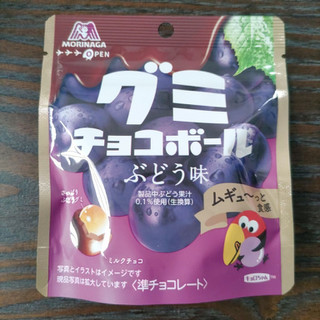 MORINAGA
OPEN
グミ
チョコボール
ぶどう味
製品中ぶどう果汁
0.1%使用(生換算)
ムギュ〜っと
食感
ミルクチョコ
写真とイラストはイメージです
商品写真は拡大しています 〈準チョコレート〉